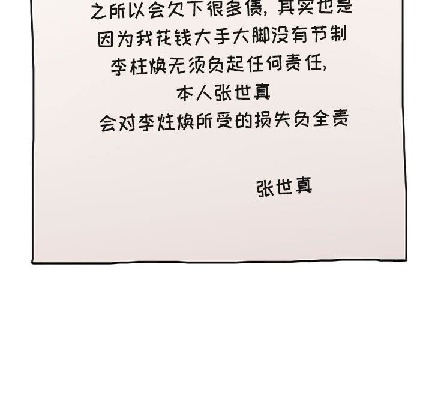 之所以会欠下很多债, 其实也是
因为我花钱大手大脚没有节制
李炷焕无须负起任何责任,
本人张世真
会对李炷焕所受的损失负全责
张世真